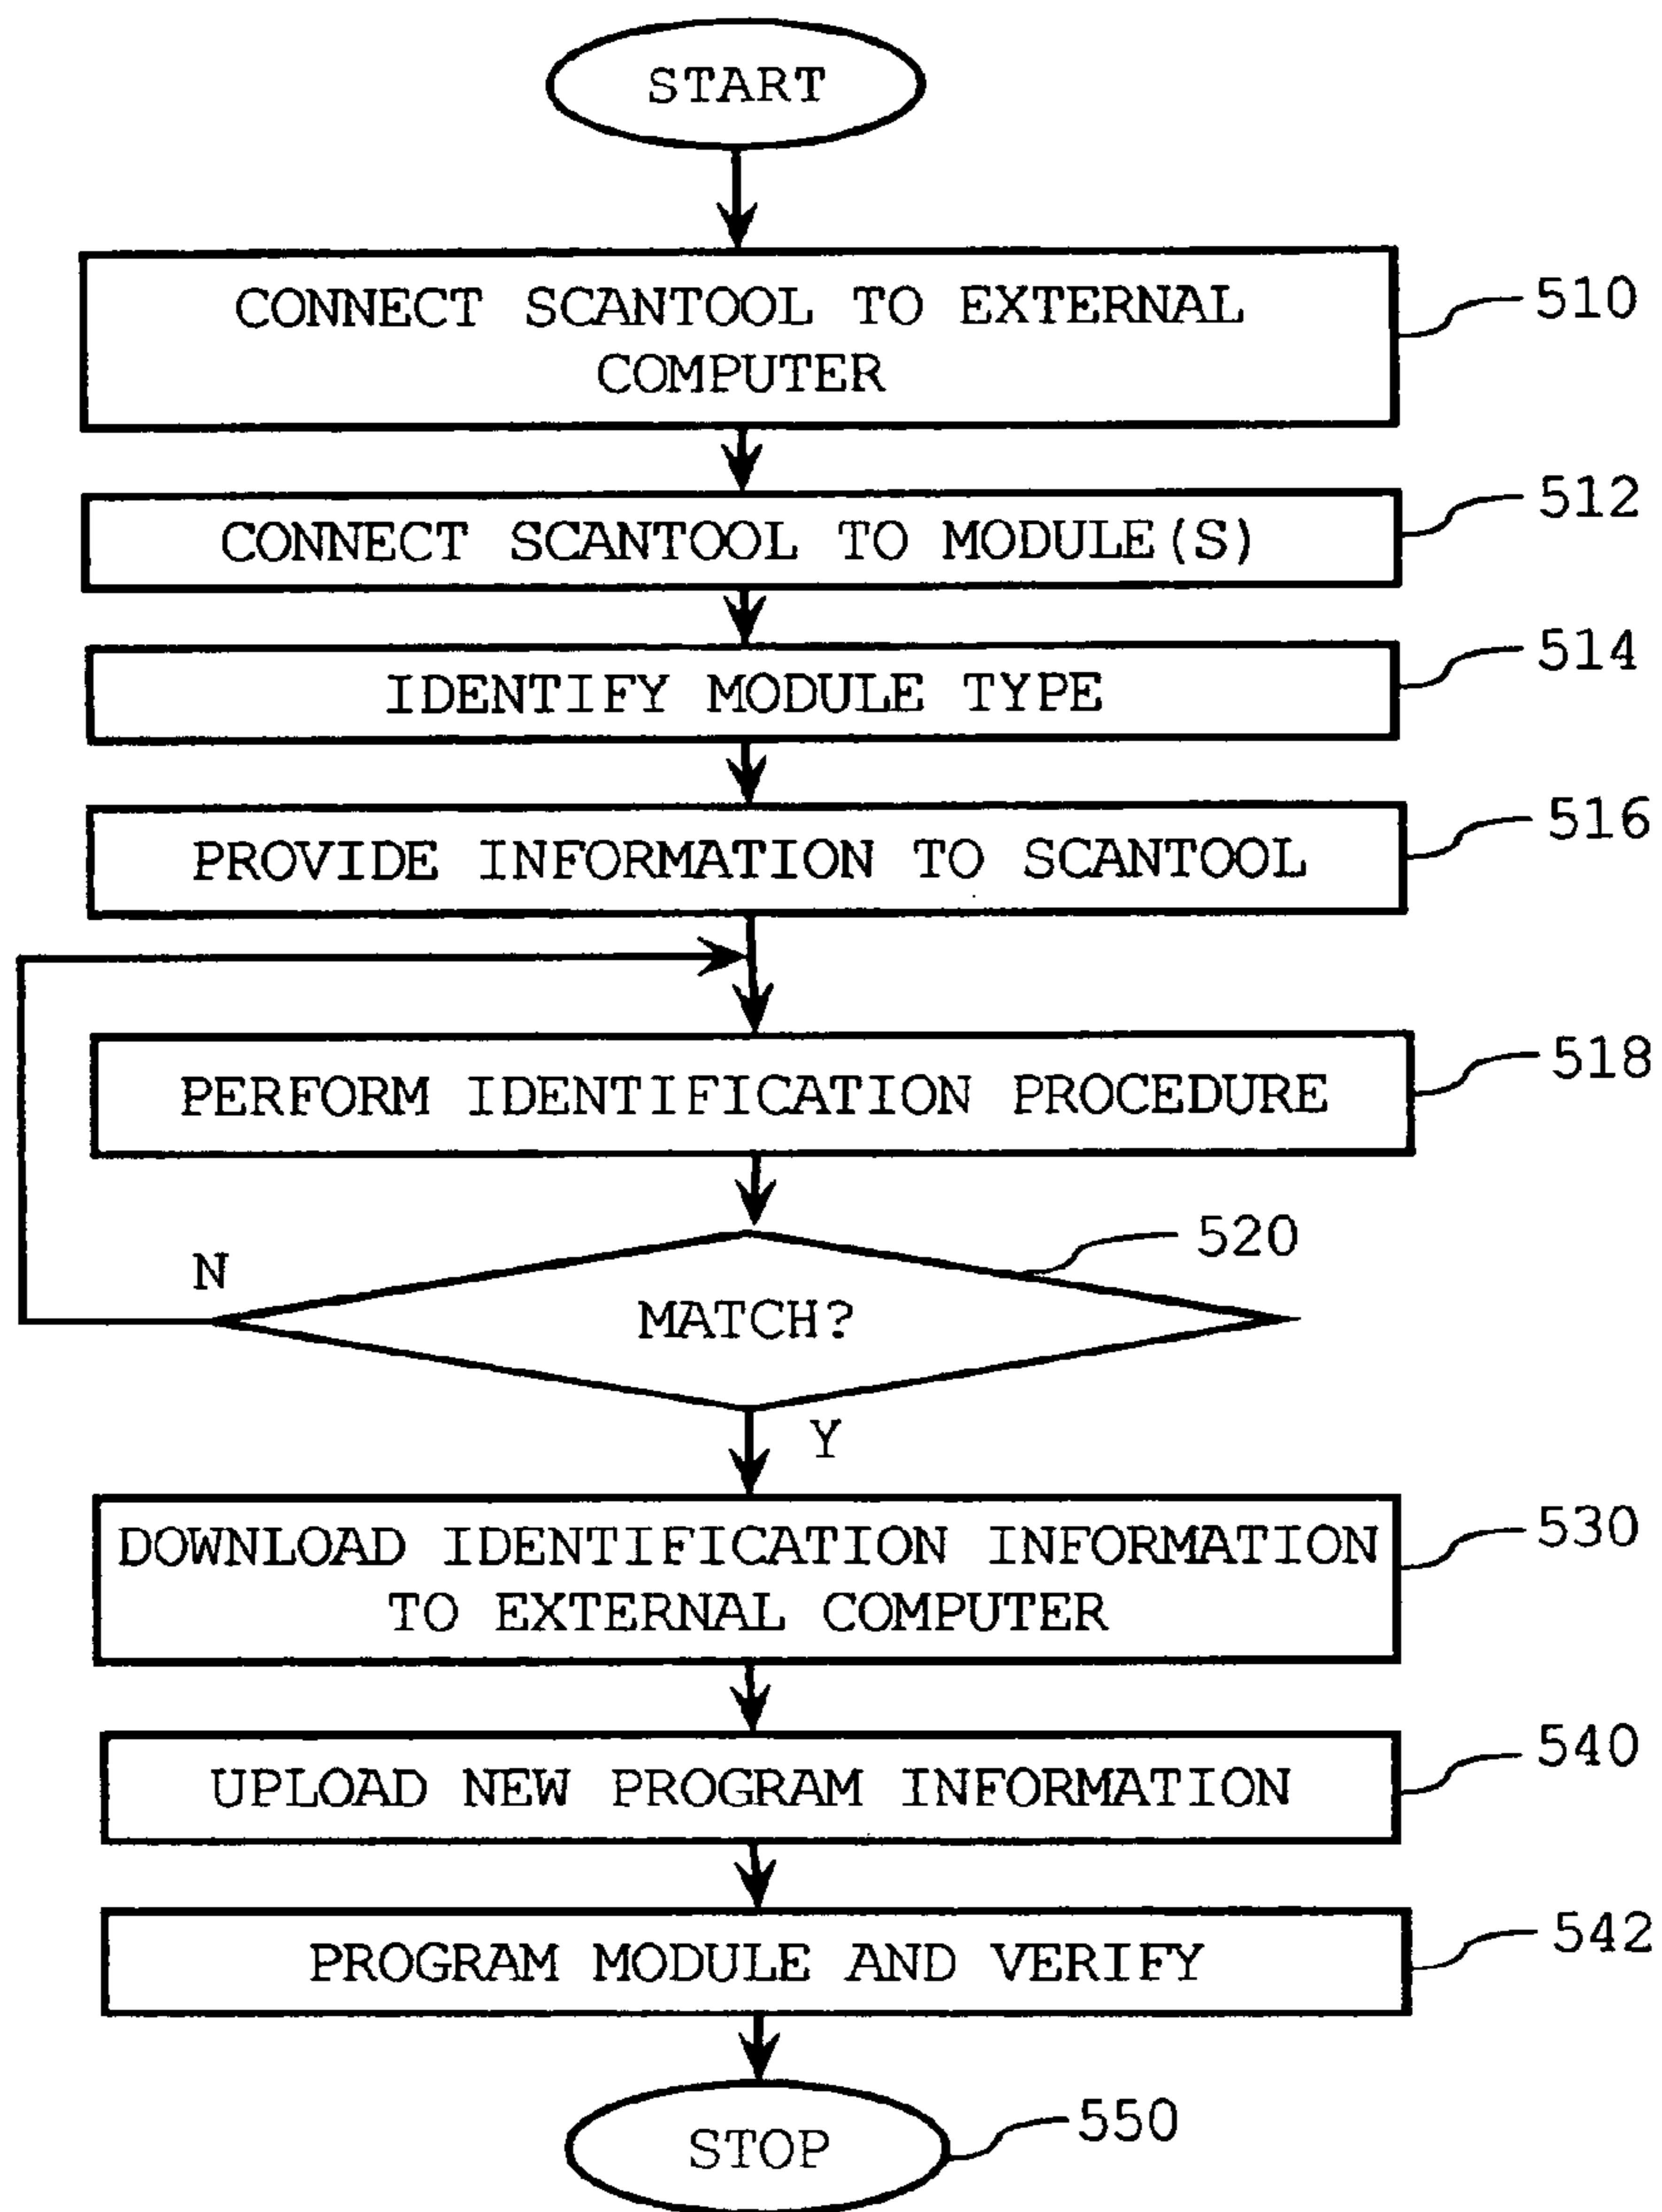 START
CONNECT SCANTOOL TO EXTERNAL
COMPUTER
510
CONNECT SCANTOOL TO MODULE(S)
512
IDENTIFY MODULE TYPE
514
PROVIDE INFORMATION TO SCANTOOL
516
PERFORM IDENTIFICATION PROCEDURE
518
520
N
MATCH?
Y
DOWNLOAD IDENTIFICATION INFORMATION
TO EXTERNAL COMPUTER
530
UPLOAD NEW PROGRAM INFORMATION
540
PROGRAM MODULE AND VERIFY
542
STOP
550